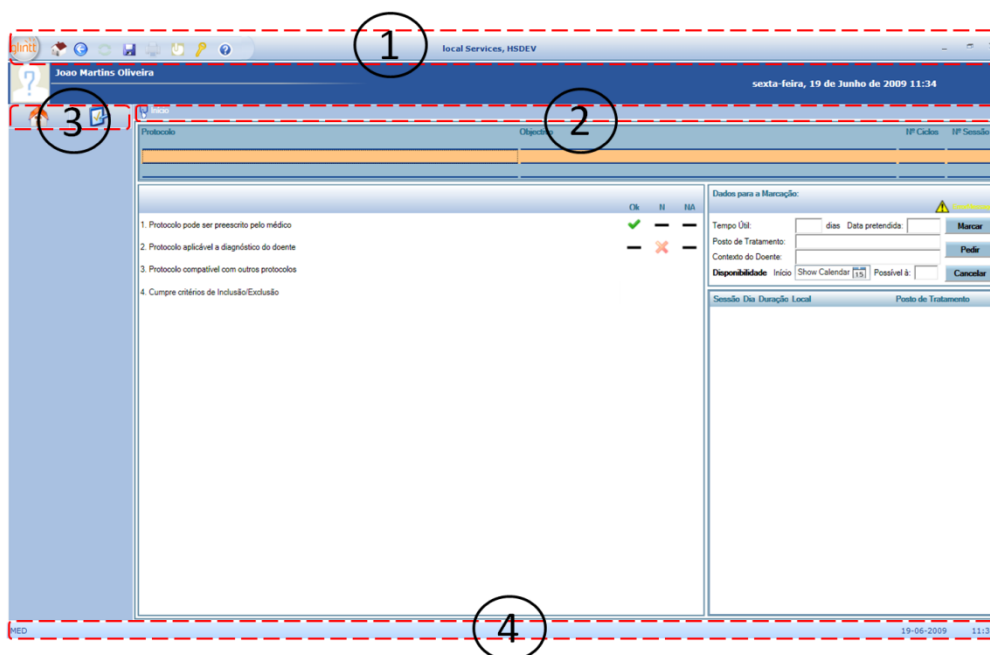 glintt
1
local Services, HSDEV
Joao Martins Oliveira
sexta-feira, 19 de Junho de 2009 11:34
3
Início
2
Protocolo Objectivo Nº Ciclos Nº Sessão
Ok N NA
1. Protocolo pode ser preescrito pelo médico
2. Protocolo aplicável a diagnóstico do doente
3. Protocolo compatível com outros protocolos
4. Cumpre critérios de Inclusão/Exclusão
Dados para a Marcação:
Tempo Útil: dias Data pretendida: Marcar
Posto de Tratamento: Pedir
Contexto do Doente:
Disponibilidade Início Show Calendar 15 Possível à: Cancelar
Sessão Dia Duração Local Posto de Tratamento
4
MED 19-06-2009 11:3